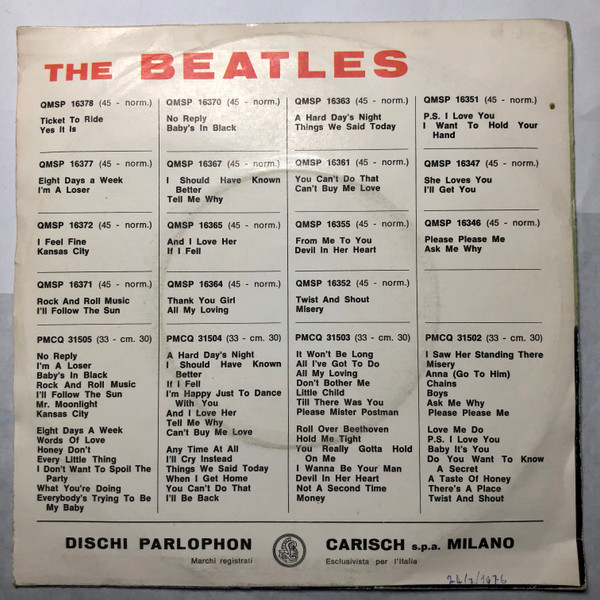 THE BEATLES
QMSP 16378 (45 - norm.)
Ticket To Ride
Yes It Is
QMSP 16370 (45 - norm.)
No Reply
Baby's In Black
QMSP 16363 (45 - norm.)
A Hard Day's Night
Things We Said Today
QMSP 16351 (45 - norm.)
P.S. I Love You
I Want To Hold Your
Hand
QMSP 16377 (45 - norm.)
Eight Days a Week
I'm A Loser
QMSP 16367 (45 - norm.)
I Should Have Known
Better
Tell Me Why
QMSP 16361 (45 - norm.)
You Can't Do That
Can't Buy Me Love
QMSP 16347 (45 - norm.)
She Loves You
I'll Get You
QMSP 16372 (45 - norm.)
I Feel Fine
Kansas City
QMSP 16365 (45 - norm.)
And I Love Her
If I Fell
QMSP 16355 (45 - norm.)
From Me To You
Devil In Her Heart
QMSP 16346 (45 - norm.)
Please Please Me
Ask Me Why
QMSP 16371 (45 - norm.)
Rock And Roll Music
I'll Follow The Sun
QMSP 16364 (45 - norm.)
Thank You Girl
All My Loving
QMSP 16352 (45 - norm.)
Twist And Shout
Misery
PMCQ 31505 (33 - cm. 30)
No Reply
I'm A Loser
Baby's In Black
Rock And Roll Music
I'll Follow The Sun
Mr. Moonlight
Kansas City
Eight Days A Week
Words Of Love
Honey Don't
Every Little Thing
I Don't Want To Spoil The
Party
What You're Doing
Everybody's Trying To Be
My Baby
PMCQ 31504 (33 - cm. 30)
A Hard Day's Night
I Should Have Known
Better
If I Fell
I'm Happy Just To Dance
With You
And I Love Her
Tell Me Why
Can't Buy Me Love
Any Time At All
I'll Cry Instead
Things We Said Today
When I Get Home
You Can't Do That
I'll Be Back
PMCQ 31503 (33 - cm. 30)
It Won't Be Long
All I've Got To Do
All My Loving
Don't Bother Me
Little Child
Till There Was You
Please Mister Postman
Roll Over Beethoven
Hold Me Tight
You Really Gotta Hold
On Me
I Wanna Be Your Man
Devil In Her Heart
Not A Second Time
Money
PMCQ 31502 (33 - cm. 30)
I Saw Her Standing There
Misery
Anna (Go To Him)
Chains
Boys
Ask Me Why
Please Please Me
Love Me Do
P.S. I Love You
Baby It's You
Do You Want To Know
A Secret
A Taste Of Honey
There's A Place
Twist And Shout
DISCHI PARLOPHON
Marchi registrati
CARISCH s.p.a. MILANO
Esclusivista per l'Italia